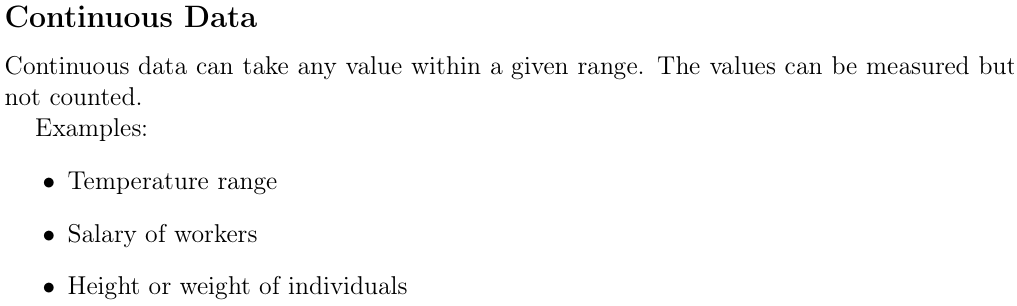 Continuous Data
Continuous data can take any value within a given range. The values can be measured but
not counted.
Examples:
• Temperature range
• Salary of workers
• Height or weight of individuals